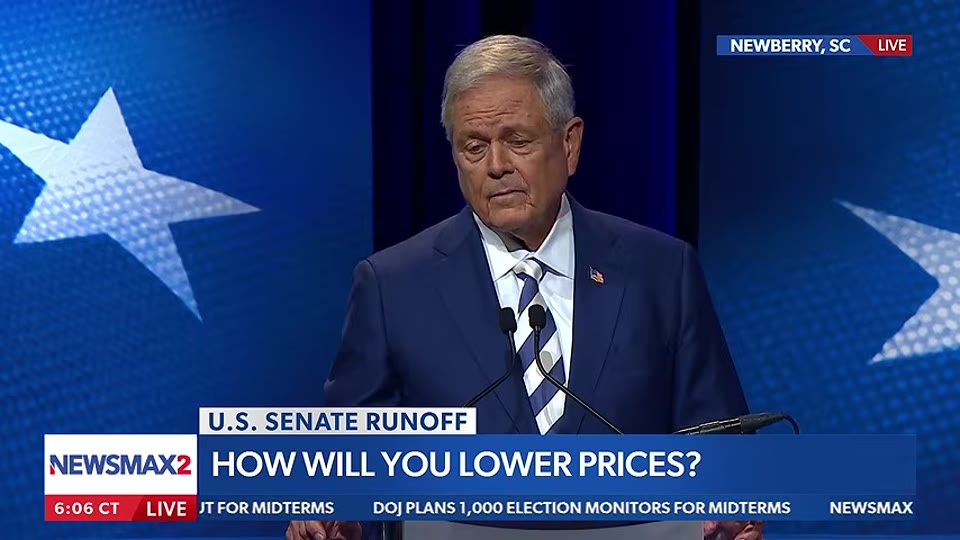 NEWBERRY, SC LIVE
U.S. SENATE RUNOFF
NEWSMAX2
HOW WILL YOU LOWER PRICES?
6:06 CT LIVE
UT FOR MIDTERMS DOJ PLANS 1,000 ELECTION MONITORS FOR MIDTERMS NEWSMAX